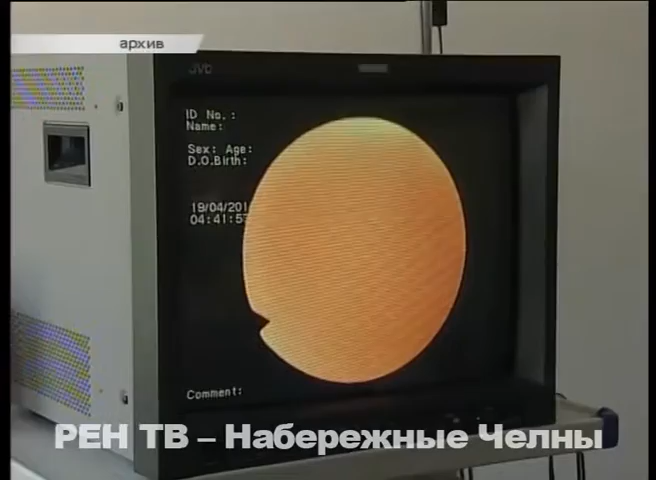 архив
JVC
ID No.:
Name:
Sex: Age:
D.O.Birth:
19/04/201
04:41:57
Comment:
РЕН ТВ – Набережные Челны